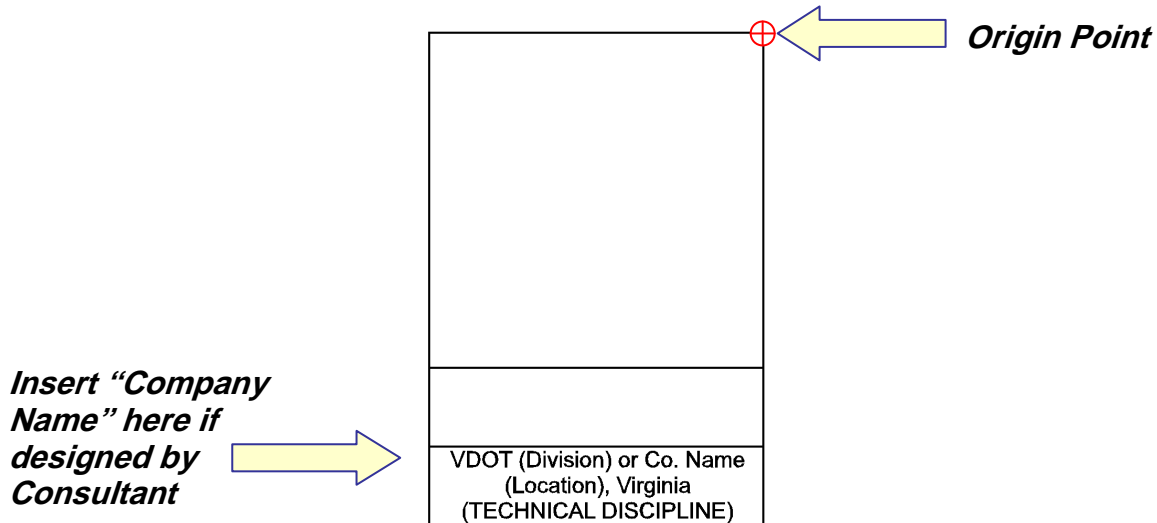 Origin Point
Insert “Company
Name” here if
designed by
Consultant
VDOT (Division) or Co. Name
(Location), Virginia
(TECHNICAL DISCIPLINE)